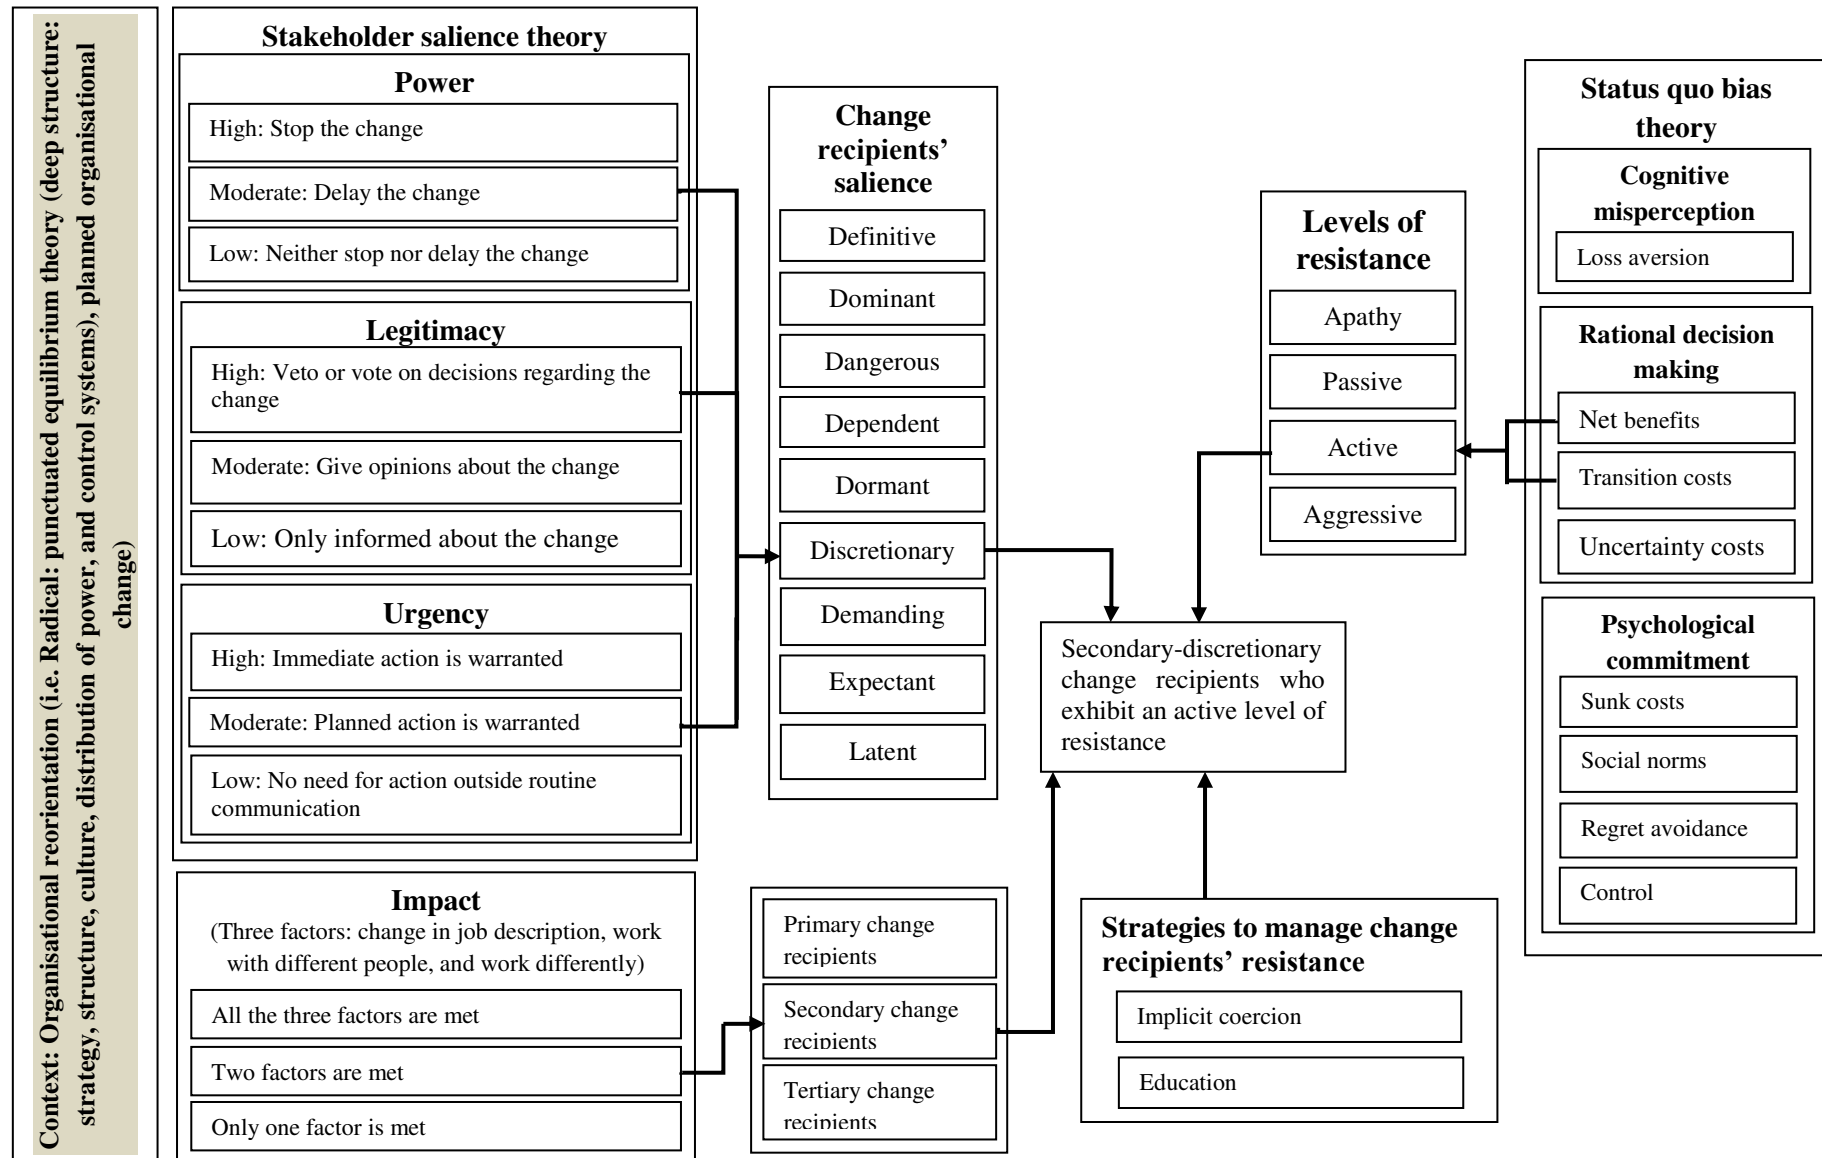 Context: Organisational reorientation (i.e. Radical: punctuated equilibrium theory (deep structure:
strategy, structure, culture, distribution of power, and control systems), planned organisational
change)
Stakeholder salience theory
Power
High: Stop the change
Moderate: Delay the change
Low: Neither stop nor delay the change
Legitimacy
High: Veto or vote on decisions regarding the
change
Moderate: Give opinions about the change
Low: Only informed about the change
Urgency
High: Immediate action is warranted
Moderate: Planned action is warranted
Low: No need for action outside routine
communication
Impact
(Three factors: change in job description, work
with different people, and work differently)
All the three factors are met
Two factors are met
Only one factor is met
Change
recipients’
salience
Definitive
Dominant
Dangerous
Dependent
Dormant
Discretionary
Demanding
Expectant
Latent
Primary change
recipients
Secondary change
recipients
Tertiary change
recipients
Secondary-discretionary
change recipients who
exhibit an active level of
resistance
Strategies to manage change
recipients’ resistance
Implicit coercion
Education
Levels of
resistance
Apathy
Passive
Active
Aggressive
Status quo bias
theory
Cognitive
misperception
Loss aversion
Rational decision
making
Net benefits
Transition costs
Uncertainty costs
Psychological
commitment
Sunk costs
Social norms
Regret avoidance
Control